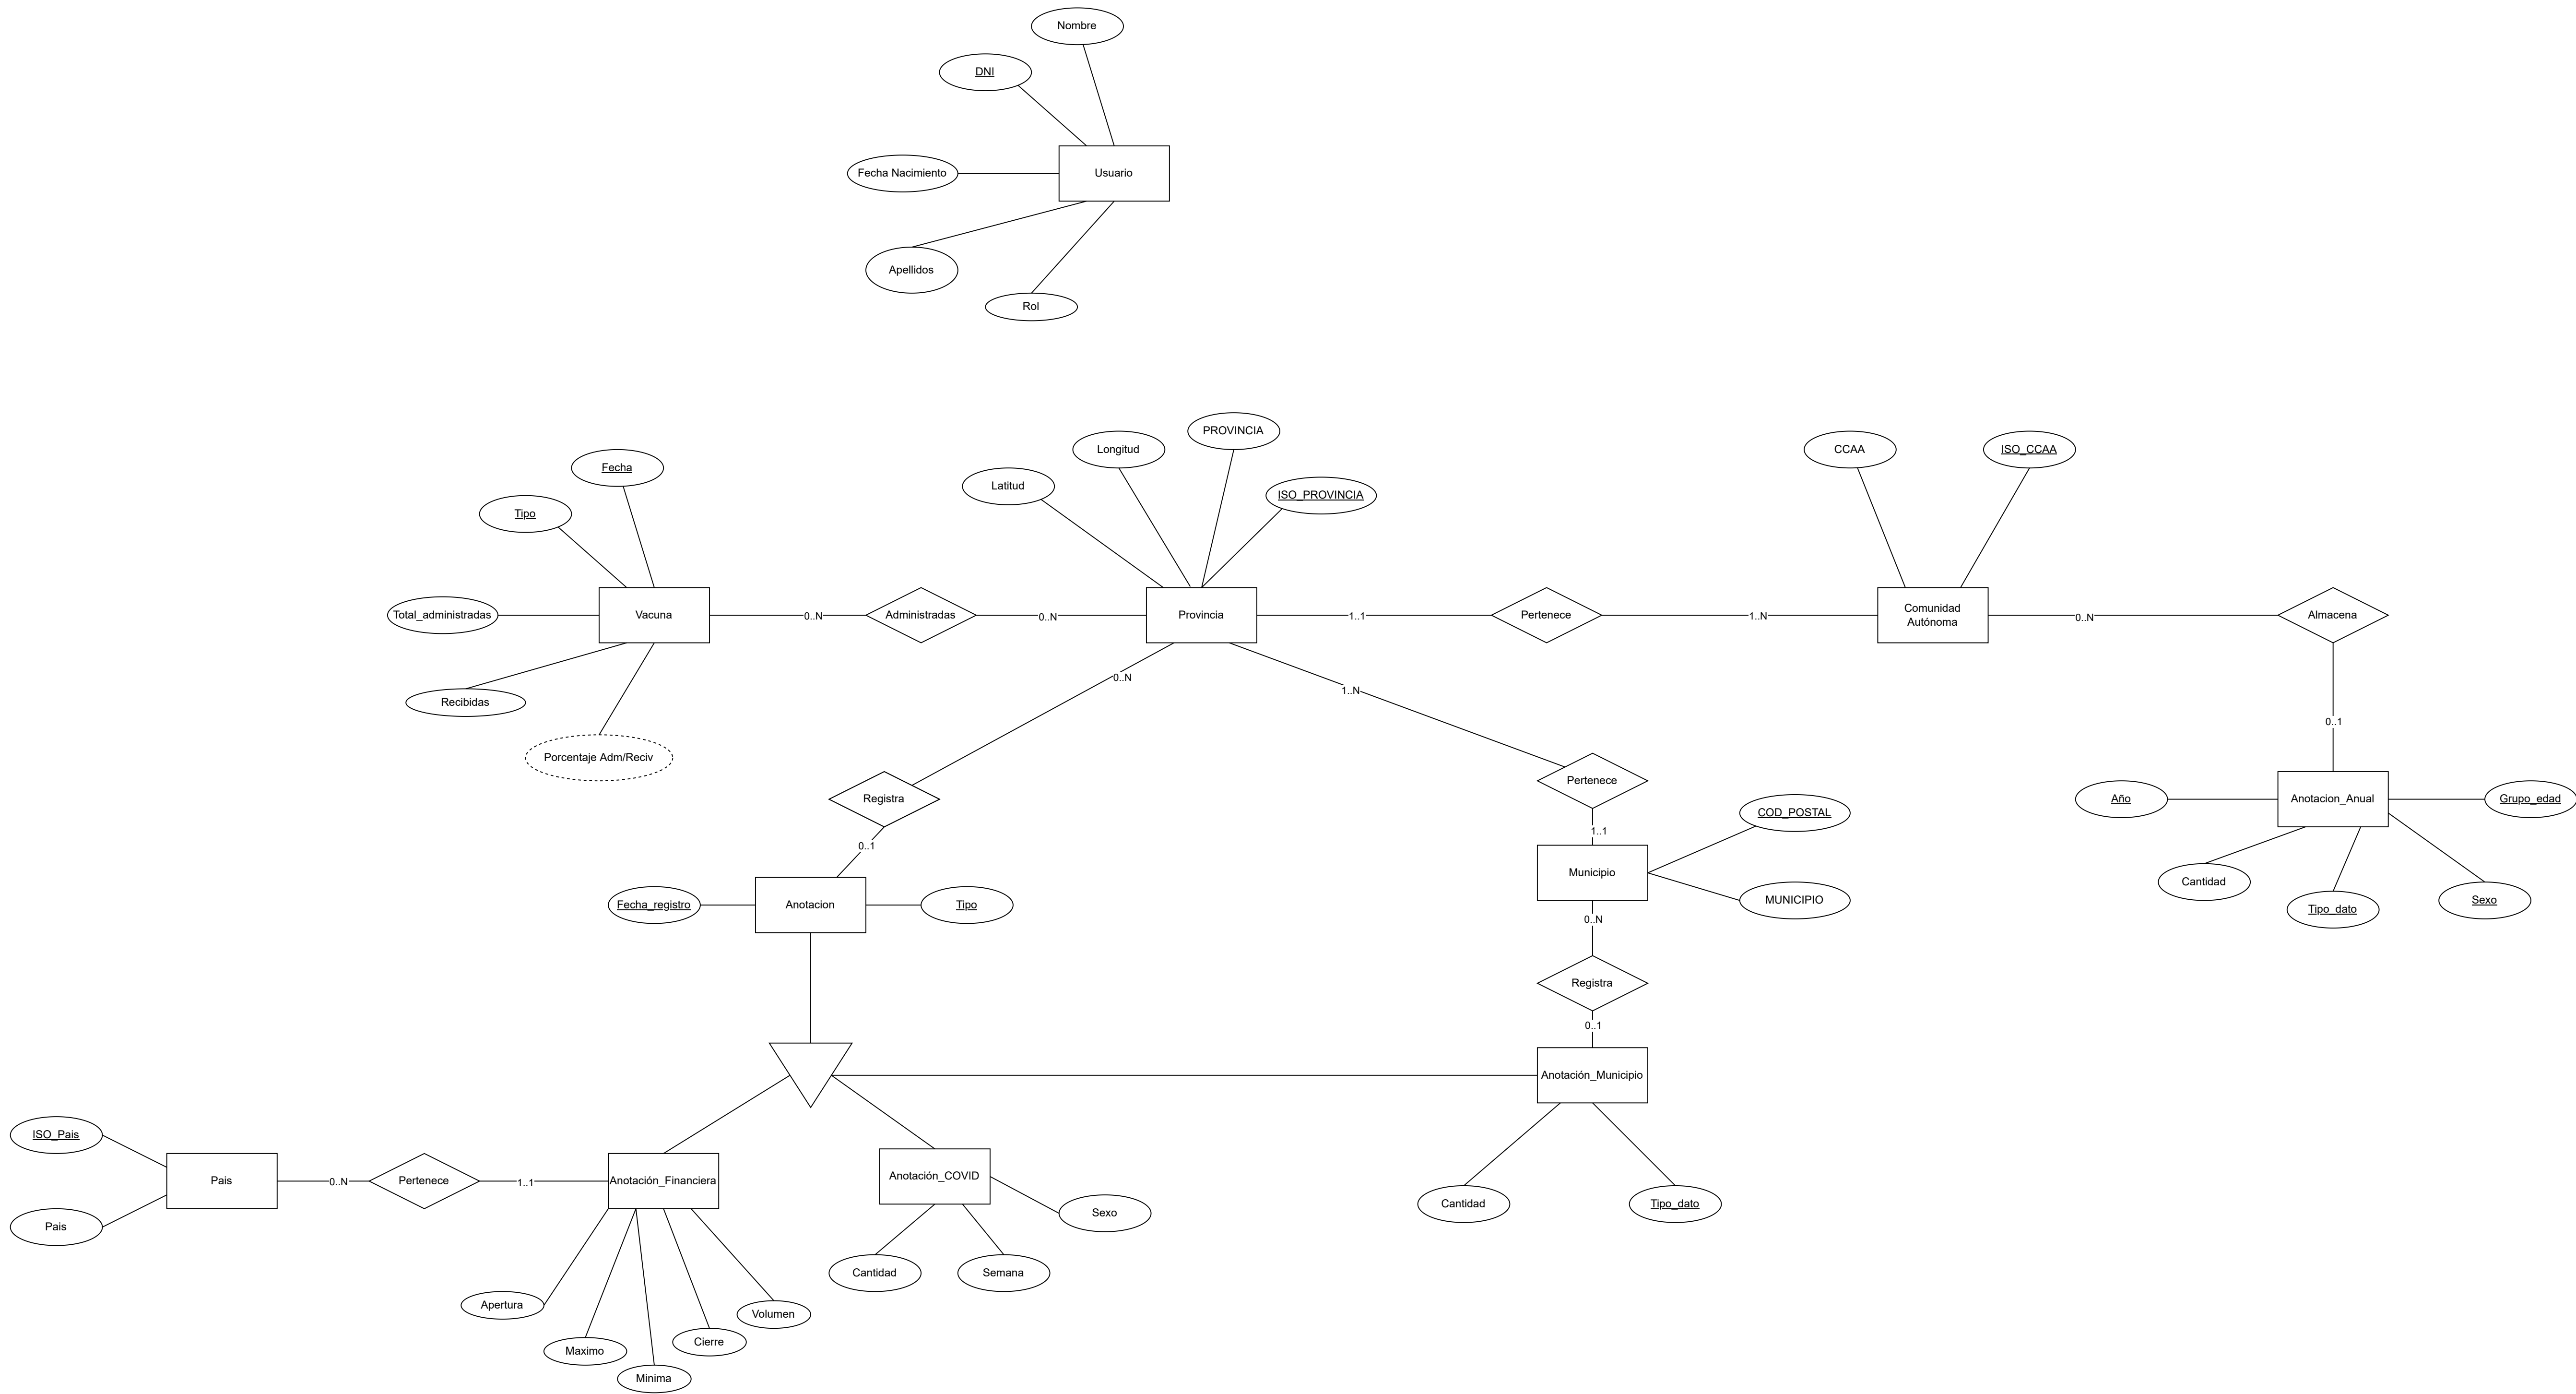 Nombre
DNI
Fecha Nacimiento
Usuario
Apellidos
Rol
PROVINCIA
Longitud
CCAA
ISO_CCAA
Fecha
Latitud
ISO_PROVINCIA
Tipo
Total_administradas
Vacuna
0..N
Administradas
0..N
Provincia
1..1
Pertenece
1..N
Comunidad
Autónoma
0..N
Almacena
0..N
1..N
Recibidas
0..1
Porcentaje Adm/Reciv
Pertenece
Registra
Año
Anotacion_Anual
Grupo_edad
COD_POSTAL
1..1
0..1
Municipio
Cantidad
MUNICIPIO
Sexo
Fecha_registro
Anotacion
Tipo
Tipo_dato
0..N
Registra
0..1
Anotación_Municipio
ISO_Pais
Pais
0..N
Pertenece
1..1
Anotación_Financiera
Anotación_COVID
Cantidad
Tipo_dato
Sexo
Pais
Cantidad
Semana
Apertura
Volumen
Cierre
Maximo
Minima